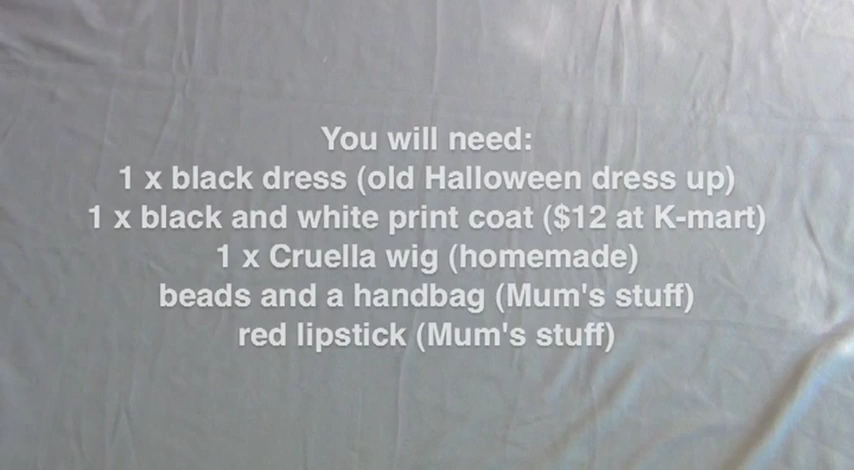 You will need:
1 x black dress (old Halloween dress up)
1 x black and white print coat ($12 at K-mart)
1 x Cruella wig (homemade)
beads and a handbag (Mum's stuff)
red lipstick (Mum's stuff)